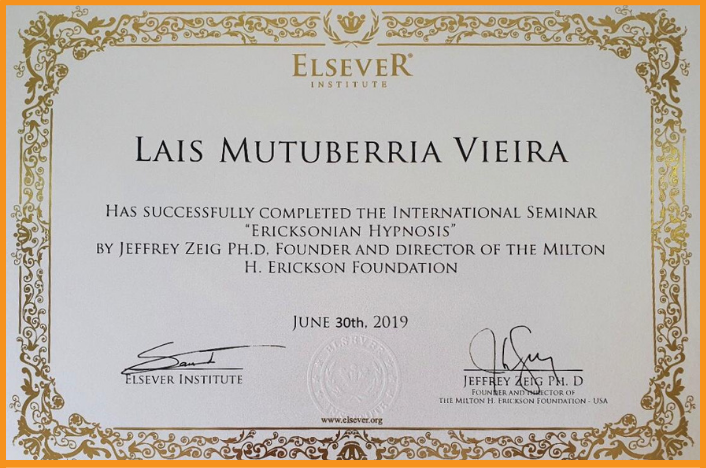 ELSEVER®
INSTITUTE
LAIS MUTUBERRIA VIEIRA
HAS SUCCESSFULLY COMPLETED THE INTERNATIONAL SEMINAR
“ERICKSONIAN HYPNOSIS”
BY JEFFREY ZEIG PH.D, FOUNDER AND DIRECTOR OF THE MILTON
H. ERICKSON FOUNDATION
JUNE 30th, 2019
ELSEVER
ELSEVER INSTITUTE
JEFFREY ZEIG PH. D
FOUNDER AND DIRECTOR OF
THE MILTON H. ERICKSON FOUNDATION - USA
www.elsever.org